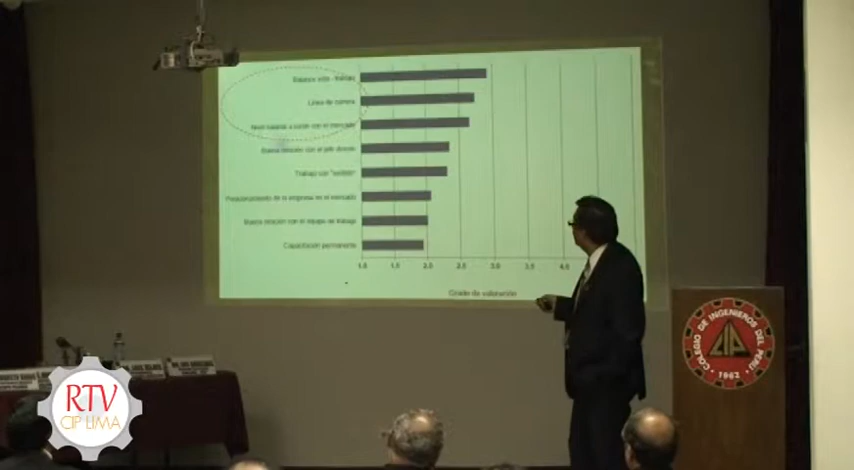 Balance vida - trabajo
Línea de carrera
Nivel salarial acorde con el mercado
Buena relación con el jefe directo
Trabajo con "sentido"
Posicionamiento de la empresa en el mercado
Buena relación con el equipo de trabajo
Capacitación permanente
1.0 1.5 2.0 2.5 3.0 3.5 4.0
Grado de valoración
COLEGIO DE INGENIEROS DEL PERU
CIP
1962
RTV
CIP LIMA